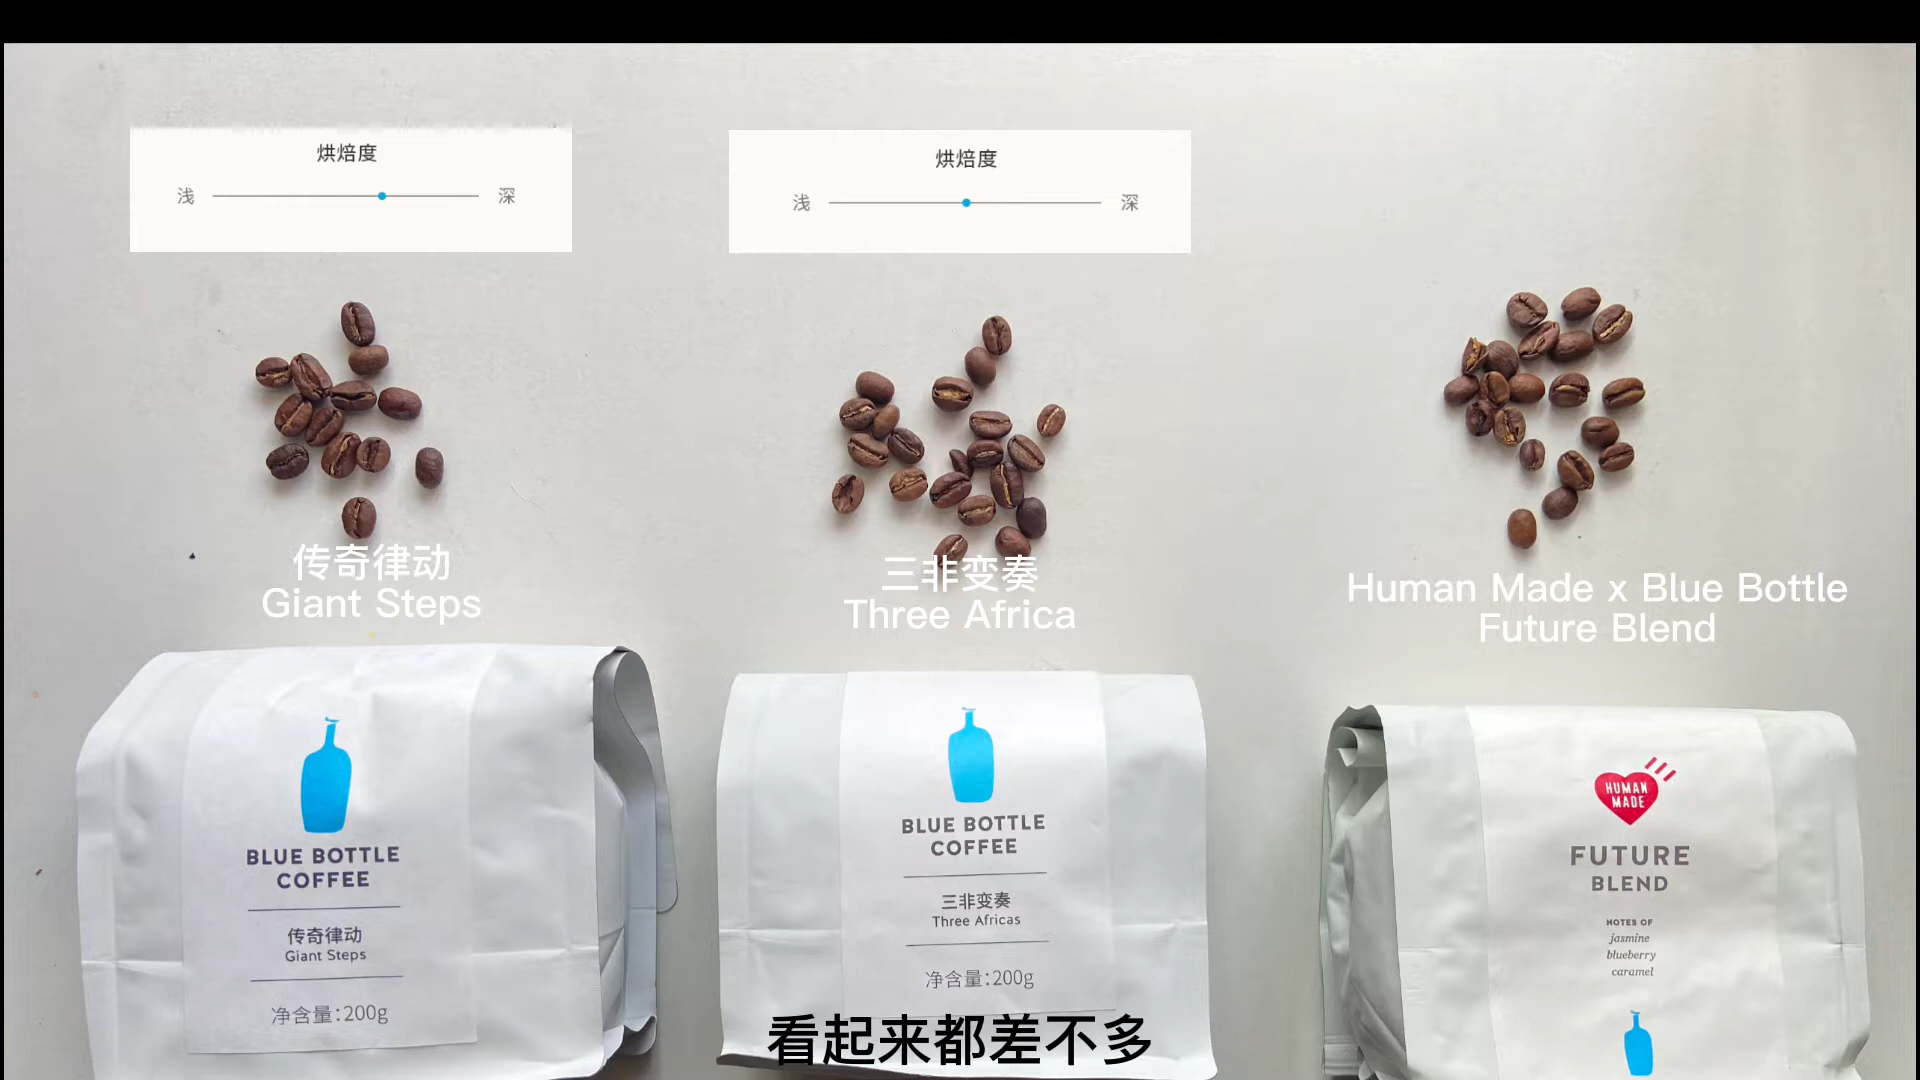 烘焙度
浅 深
烘焙度
浅 深
传奇律动
Giant Steps
三非变奏
Three Africa
Human Made x Blue Bottle
Future Blend
BLUE BOTTLE
COFFEE
传奇律动
Giant Steps
净含量:200g
BLUE BOTTLE
COFFEE
三非变奏
Three Africas
净含量:200g
HUMAN
MADE
FUTURE
BLEND
NOTES OF
jasmine
blueberry
caramel
看起来都差不多